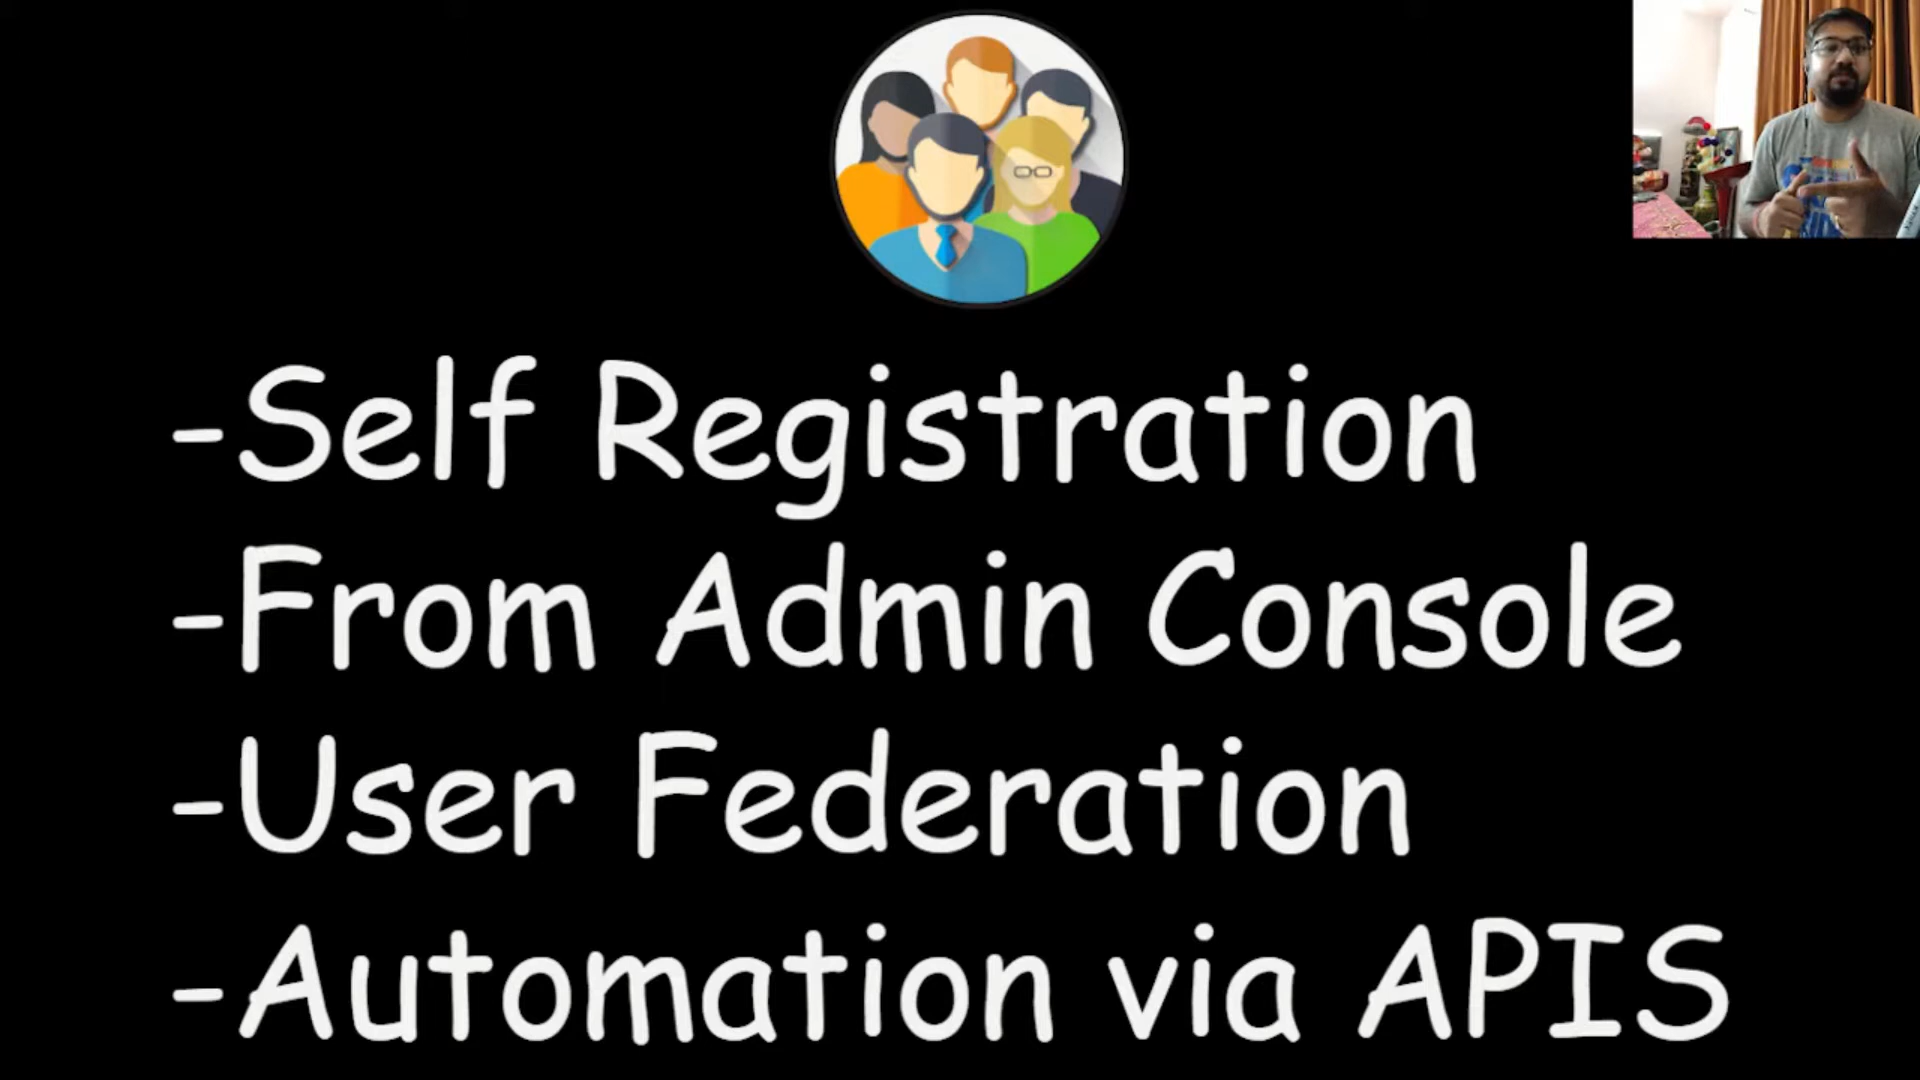 -Self Registration
-From Admin Console
-User Federation
-Automation via APIS